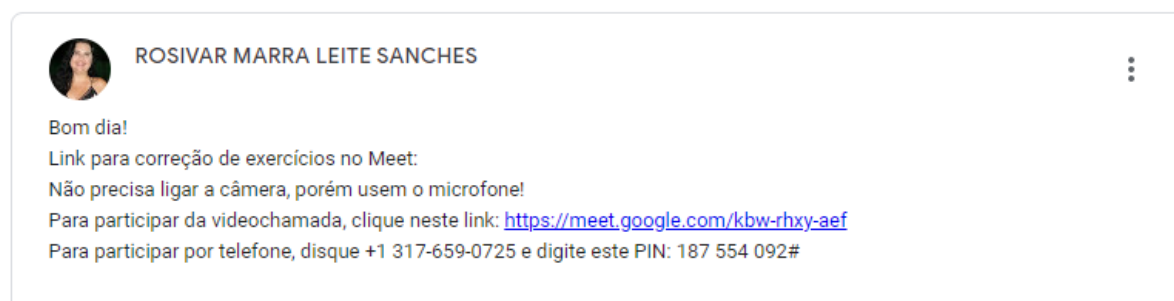 ROSIVAR MARRA LEITE SANCHES
Bom dia!
Link para correção de exercícios no Meet:
Não precisa ligar a câmera, porém usem o microfone!
Para participar da videochamada, clique neste link: https://meet.google.com/kbw-rhxy-aef
Para participar por telefone, disque +1 317-659-0725 e digite este PIN: 187 554 092#